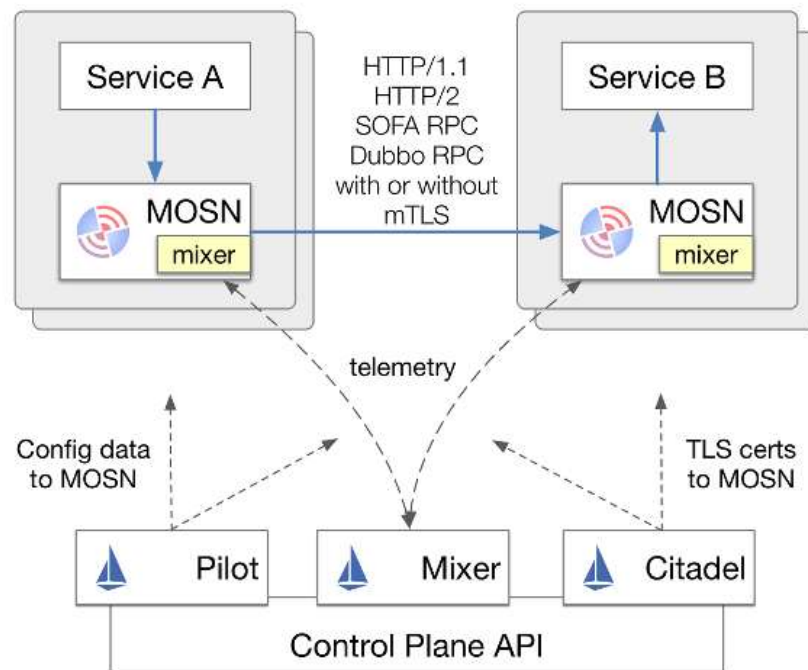 Service A
HTTP/1.1
HTTP/2
SOFA RPC
Dubbo RPC
with or without
mTLS
Service B
MOSN
mixer
MOSN
mixer
telemetry
Config data
to MOSN
TLS certs
to MOSN
Pilot
Mixer
Citadel
Control Plane API